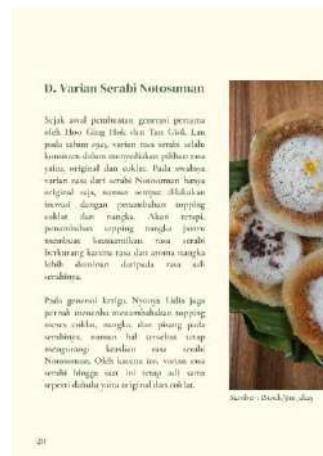 D. Varian Serabi Notosuman
Sejak awal pembuatan generasi pertama
oleh Hoo Ging Hok dan Tan Giok Lan
pada tahun 1923, varian rasa serabi selalu
konsisten dalam menyediakan pilihan rasa
yaitu, original dan coklat. Pada awalnya
varian rasa dari serabi Notosuman hanya
original saja, namun sempat dilakukan
inovasi dengan penambahan topping
coklat dan nangka. Akan tetapi,
penambahan topping nangka justru
membuat keautentikan rasa serabi
berkurang karena rasa dan aroma nangka
lebih dominan daripada rasa asli
serabinya.
Pada generasi ketiga, Nyonya Lidia juga
pernah mencoba menambahkan topping
meses coklat, nangka, dan pisang pada
serabinya, namun hal tersebut tetap
mengurangi keaslian rasa serabi
Notosuman. Oleh karena itu, varian rasa
serabi hingga saat ini tetap asli sama
seperti dahulu yaitu original dan coklat.
Sumber : iStock/
20